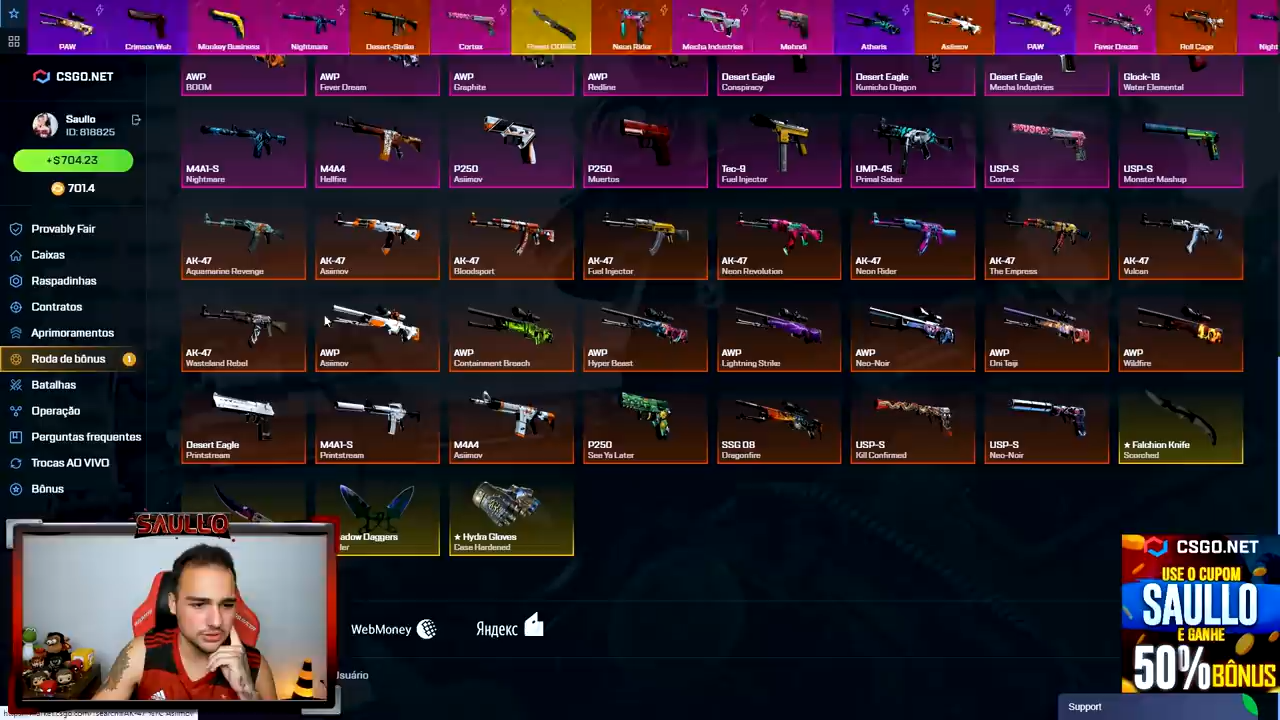 PAW
Crimson Web
Monkey Business
Nightmare
Desert-Strike
Cortex
Forest DDPAT
Neon Rider
Mecha Industries
Mehndi
Atheris
Asiimov
PAW
Fever Dream
Roll Cage
Night
CSGO.NET
Saullo
ID: 818825
+$704.23
701.4
Provably Fair
Caixas
Raspadinhas
Contratos
Aprimoramentos
Roda de bônus
1
Batalhas
Operação
Perguntas frequentes
Trocas AO VIVO
Bônus
AWP
BOOM
AWP
Fever Dream
AWP
Graphite
AWP
Redline
Desert Eagle
Conspiracy
Desert Eagle
Kumicho Dragon
Desert Eagle
Mecha Industries
Glock-18
Water Elemental
M4A1-S
Nightmare
M4A4
Hellfire
P250
Asiimov
P250
Muertos
Tec-9
Fuel Injector
UMP-45
Primal Saber
USP-S
Cortex
USP-S
Monster Mashup
AK-47
Aquamarine Revenge
AK-47
Asiimov
AK-47
Bloodsport
AK-47
Fuel Injector
AK-47
Neon Revolution
AK-47
Neon Rider
AK-47
The Empress
AK-47
Vulcan
AK-47
Wasteland Rebel
AWP
Asiimov
AWP
Containment Breach
AWP
Hyper Beast
AWP
Lightning Strike
AWP
Neo-Noir
AWP
Oni Taiji
AWP
Wildfire
Desert Eagle
Printstream
M4A1-S
Printstream
M4A4
Asiimov
P250
See Ya Later
SSG 08
Dragonfire
USP-S
Kill Confirmed
USP-S
Neo-Noir
★ Falchion Knife
Scorched
adow Daggers
★ Hydra Gloves
Case Hardened
SAULLO
WebMoney
Яндекс
Usuário
CSGO.NET
USE O CUPOM
SAULLO
E GANHE
50% BÔNUS
Support